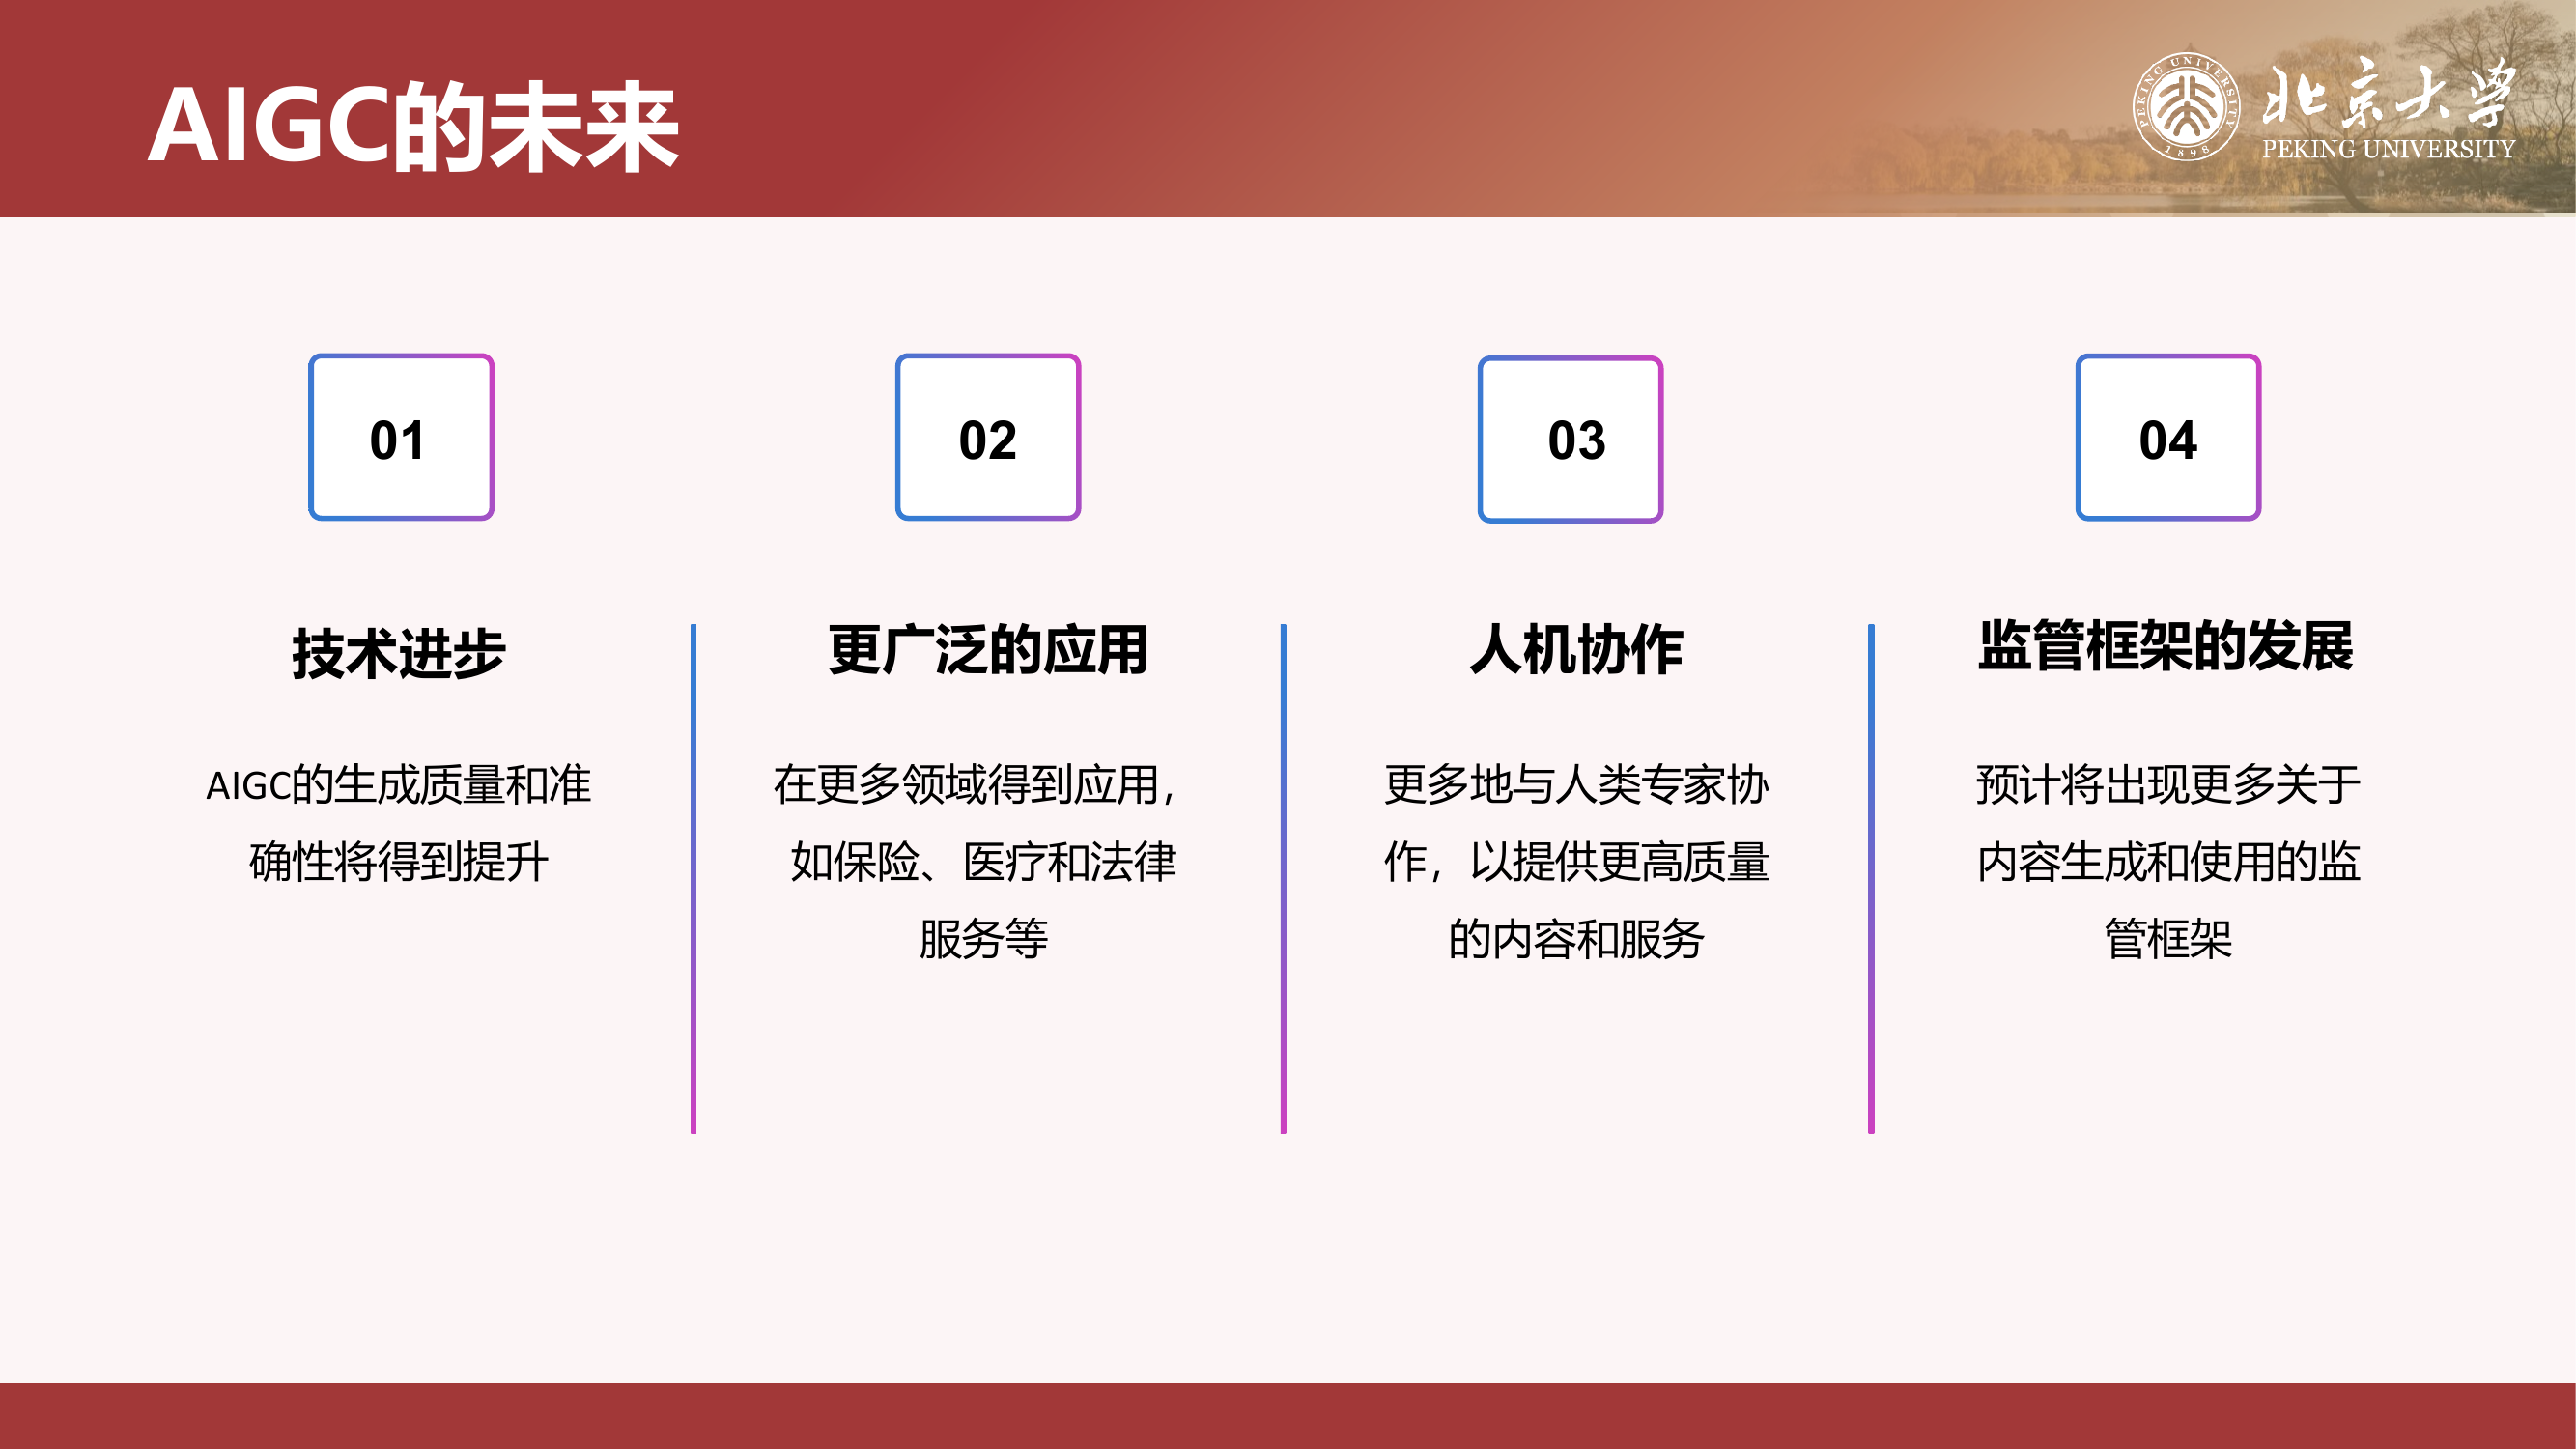 AIGC的未来
PEKING UNIVERSITY
1898
北京大学
PEKING UNIVERSITY
01
02
03
04
技术进步
更广泛的应用
人机协作
监管框架的发展
AIGC的生成质量和准
确性将得到提升
在更多领域得到应用，
如保险、医疗和法律
服务等
更多地与人类专家协
作，以提供更高质量
的内容和服务
预计将出现更多关于
内容生成和使用的监
管框架